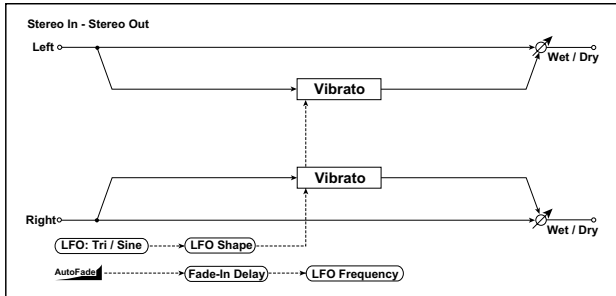 Stereo In - Stereo Out
Left
Wet / Dry
Vibrato
Vibrato
Right
Wet / Dry
LFO: Tri / Sine
LFO Shape
AutoFade
Fade-In Delay
LFO Frequency